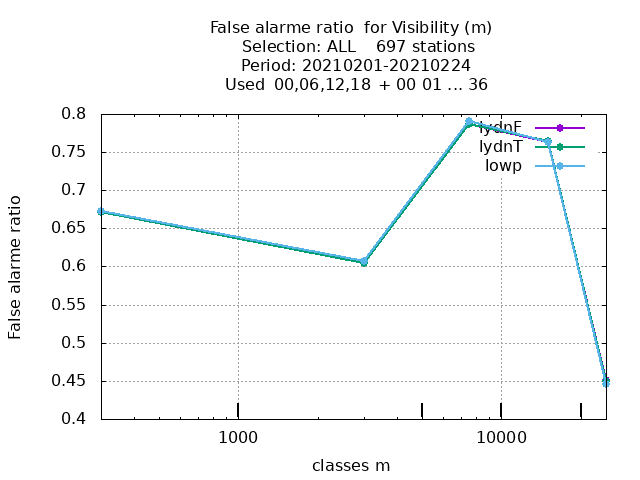 False alarme ratio for Visibility (m)
Selection: ALL 697 stations
Period: 20210201-20210224
Used 00,06,12,18 + 00 01 ... 36
0.8
0.75
0.7
0.65
0.6
0.55
0.5
0.45
0.4
False alarme ratio
lydnF
lydnT
lowp
1000
10000
classes m